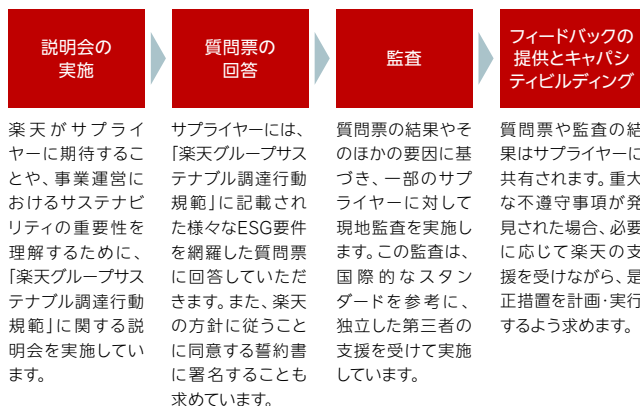 説明会の
実施
楽天がサプライ
ヤーに期待するこ
とや、事業運営に
おけるサステナビ
リティの重要性を
理解するために、
「楽天グループサス
テナブル調達行動
規範」に関する説
明会を実施してい
ます。
質問票の
回答
サプライヤーには、
「楽天グループサス
テナブル調達行動
規範」に記載され
た様々なESG要件
を網羅した質問票
に回答していただ
きます。また、楽天
の方針に従うこと
に同意する誓約書
に署名することも
求めています。
監査
質問票の結果やそ
のほかの要因に基
づき、一部のサプ
ライヤーに対して
現地監査を実施し
ます。この監査は、
国際的なスタン
ダードを参考に、
独立した第三者の
支援を受けて実施
しています。
フィードバックの
提供とキャパシ
ティビルディング
質問票や監査の結
果はサプライヤーに
共有されます。重大
な不遵守事項が発
見された場合、必要
に応じて楽天の支
援を受けながら、是
正措置を計画・実行
するよう求めます。